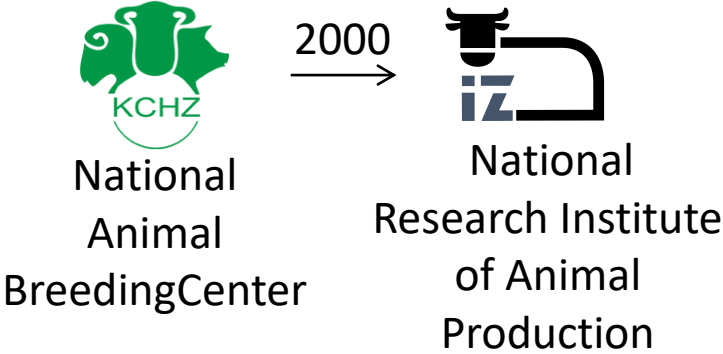 2000
KCHZ
iz
National
Animal
BreedingCenter
National
Research Institute
of Animal
Production